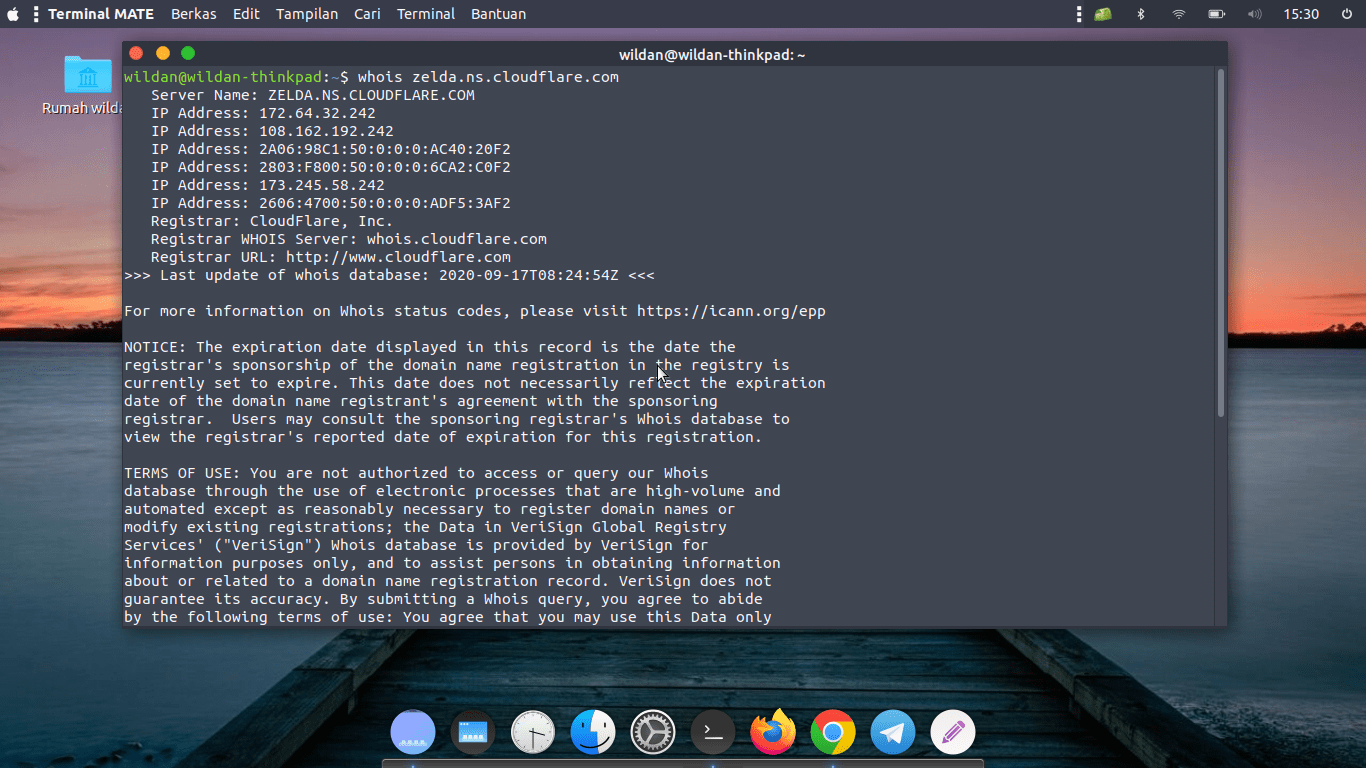 Terminal MATE Berkas Edit Tampilan Cari Terminal Bantuan 15:30
Rumah wilda
wildan@wildan-thinkpad: ~
wildan@wildan-thinkpad:~$ whois zelda.ns.cloudflare.com
Server Name: ZELDA.NS.CLOUDFLARE.COM
IP Address: 172.64.32.242
IP Address: 108.162.192.242
IP Address: 2A06:98C1:50:0:0:0:AC40:20F2
IP Address: 2803:F800:50:0:0:0:6CA2:C0F2
IP Address: 173.245.58.242
IP Address: 2606:4700:50:0:0:0:ADF5:3AF2
Registrar: CloudFlare, Inc.
Registrar WHOIS Server: whois.cloudflare.com
Registrar URL: http://www.cloudflare.com
>>> Last update of whois database: 2020-09-17T08:24:54Z <<<
For more information on Whois status codes, please visit https://icann.org/epp
NOTICE: The expiration date displayed in this record is the date the
registrar's sponsorship of the domain name registration in the registry is
currently set to expire. This date does not necessarily reflect the expiration
date of the domain name registrant's agreement with the sponsoring
registrar.  Users may consult the sponsoring registrar's Whois database to
view the registrar's reported date of expiration for this registration.
TERMS OF USE: You are not authorized to access or query our Whois
database through the use of electronic processes that are high-volume and
automated except as reasonably necessary to register domain names or
modify existing registrations; the Data in VeriSign Global Registry
Services' ("VeriSign") Whois database is provided by VeriSign for
information purposes only, and to assist persons in obtaining information
about or related to a domain name registration record. VeriSign does not
guarantee its accuracy. By submitting a Whois query, you agree to abide
by the following terms of use: You agree that you may use this Data only